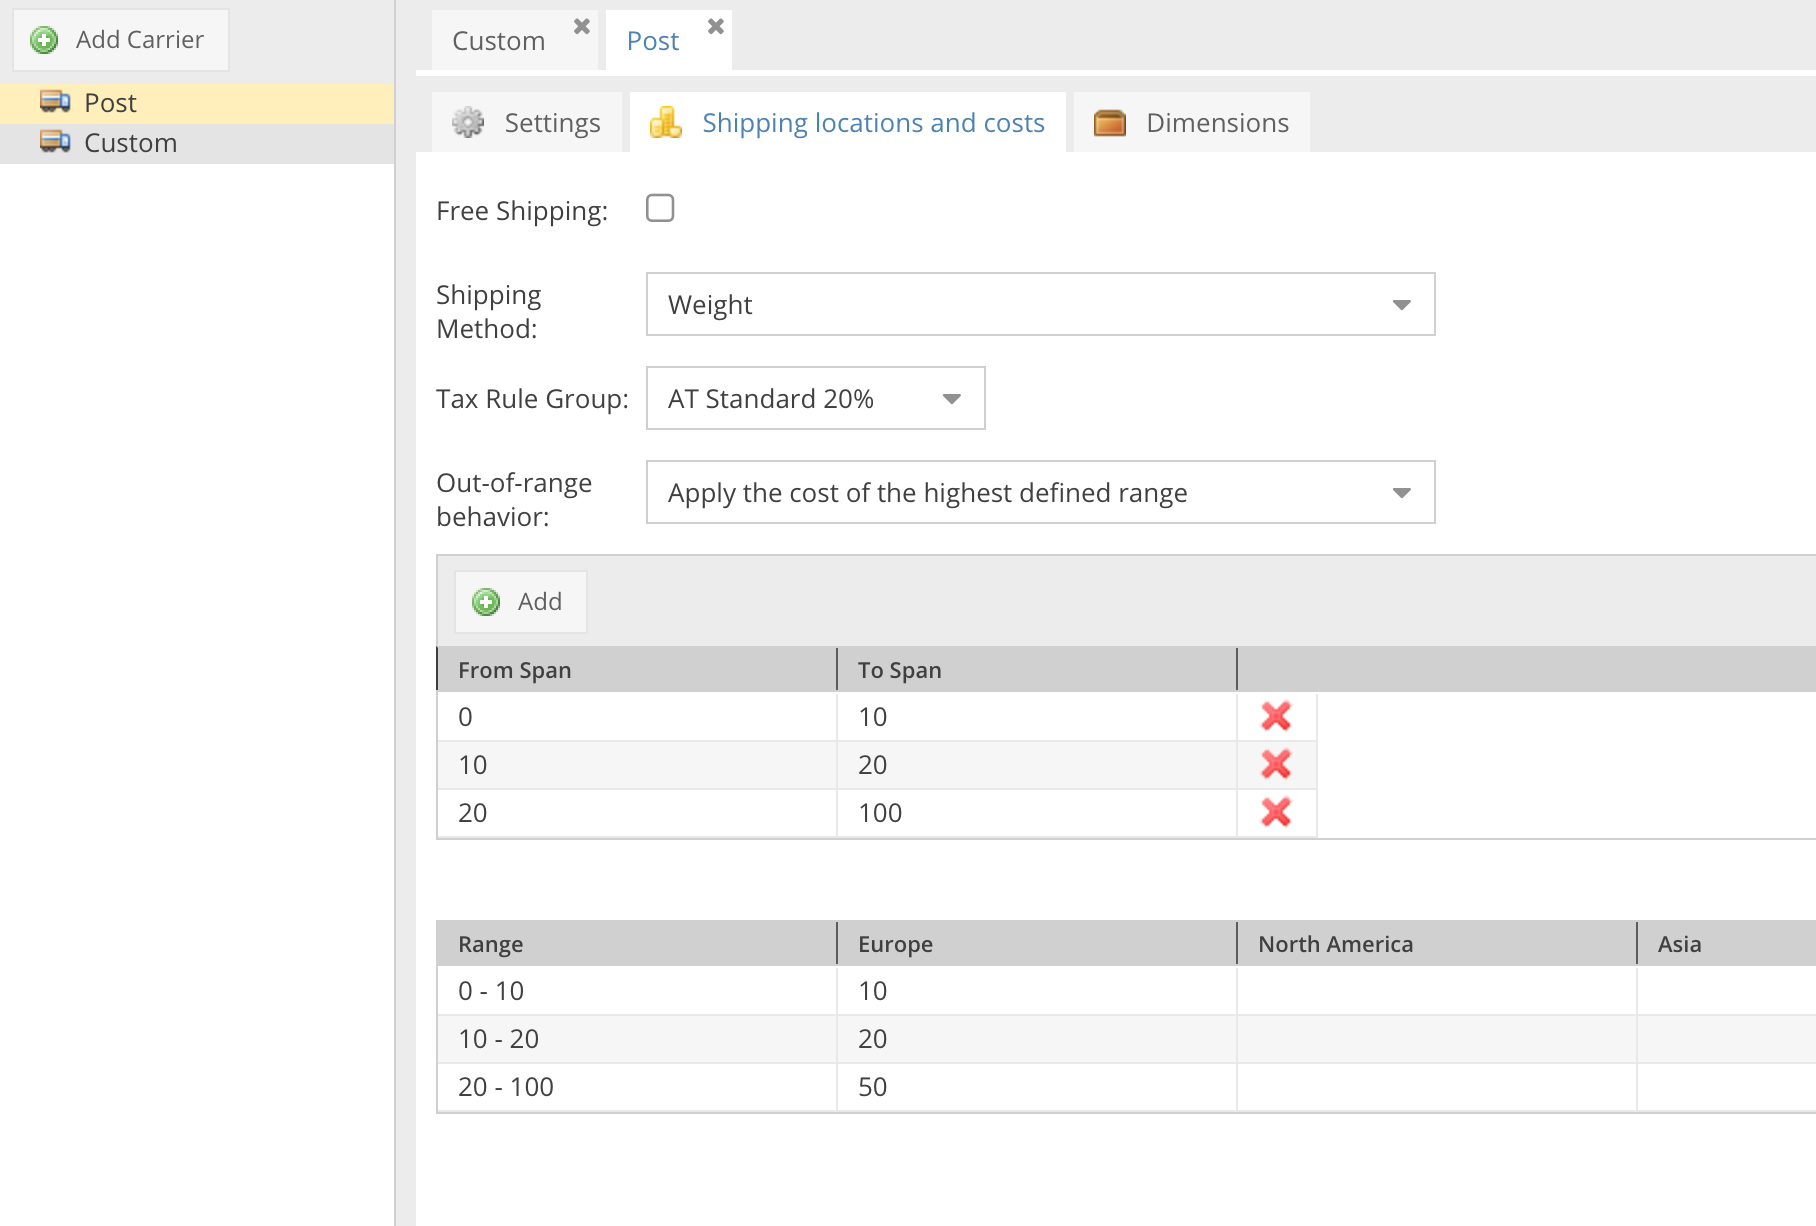 Add Carrier
Post
Custom
Custom
Post
Settings
Shipping locations and costs
Dimensions
Free Shipping:
Shipping
Method:
Weight
Tax Rule Group:
AT Standard 20%
Out-of-range
behavior:
Apply the cost of the highest defined range
Add
From Span To Span
0 10
10 20
20 100
Range Europe North America Asia
0 - 10 10
10 - 20 20
20 - 100 50